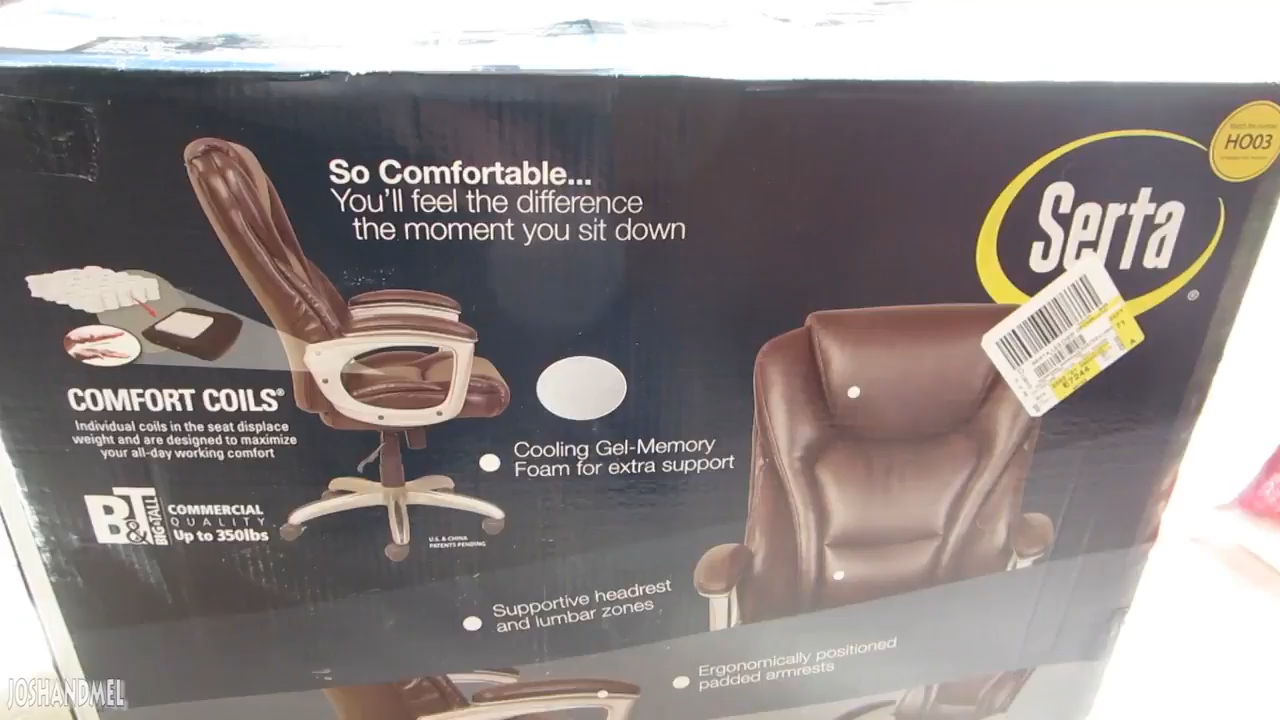 So Comfortable...
You'll feel the difference
the moment you sit down
HO03
Serta
®
COMFORT COILS®
Individual coils in the seat displace
weight and are designed to maximize
your all-day working comfort
B&T
BIG & TALL
COMMERCIAL
QUALITY
Up to 350lbs
U.S. & CHINA
PATENTS PENDING
Cooling Gel-Memory
Foam for extra support
Supportive headrest
and lumbar zones
Ergonomically positioned
padded armrests
JOSHANDMEL